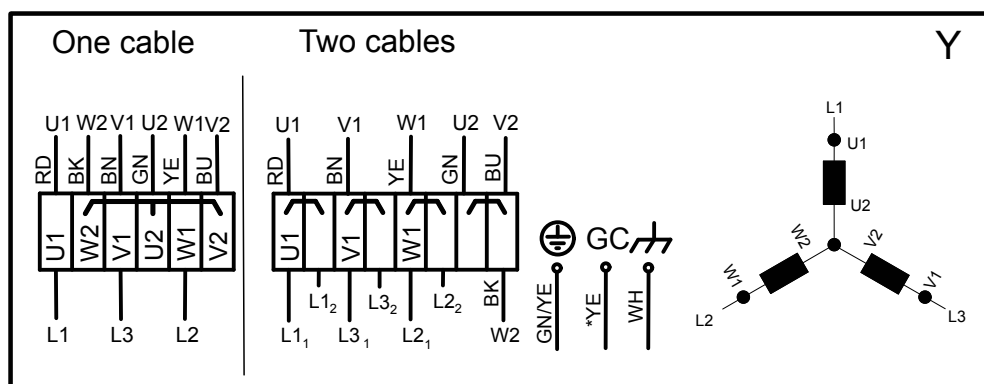 One cable
Two cables
Y
U1 W2 V1 U2 W1 V2
RD BK BN GN YE BU
U1 W2 V1 U2 W1 V2
L1 L3 L2
U1 V1 W1 U2 V2
RD BN YE GN BU
U1 V1 W1
L1₂ L3₂ L2₂ BK
L1₁ L3₁ L2₁ W2
GC
GN/YE *YE WH
L1
U1
U2
W2 V2
W1 V1
L2 L3